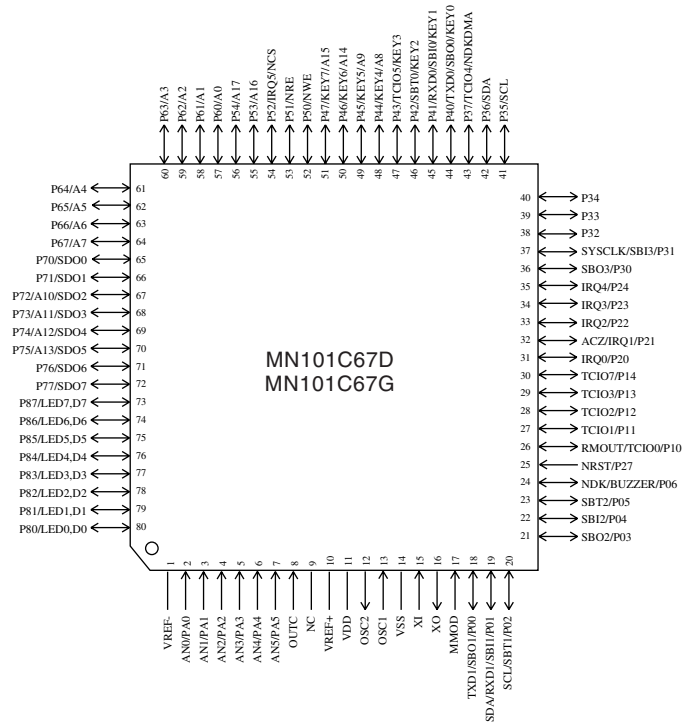 P63/A3
P62/A2
P61/A1
P60/A0
P54/A17
P53/A16
P52/IRQ5/NCS
P51/NRE
P50/NWE
P47/KEY7/A15
P46/KEY6/A14
P45/KEY5/A9
P44/KEY4/A8
P43/TCIO5/KEY3
P42/SBT0/KEY2
P41/RXD0/SBI0/KEY1
P40/TXD0/SBO0/KEY0
P37/TCIO4/NDKDMA
P36/SDA
P35/SCL
60 59 58 57 56 55 54 53 52 51 50 49 48 47 46 45 44 43 42 41
P64/A4 61
P65/A5 62
P66/A6 63
P67/A7 64
P70/SDO0 65
P71/SDO1 66
P72/A10/SDO2 67
P73/A11/SDO3 68
P74/A12/SDO4 69
P75/A13/SDO5 70
P76/SDO6 71
P77/SDO7 72
P87/LED7,D7 73
P86/LED6,D6 74
P85/LED5,D5 75
P84/LED4,D4 76
P83/LED3,D3 77
P82/LED2,D2 78
P81/LED1,D1 79
P80/LED0,D0 80
MN101C67D
MN101C67G
40 P34
39 P33
38 P32
37 SYSCLK/SBI3/P31
36 SBO3/P30
35 IRQ4/P24
34 IRQ3/P23
33 IRQ2/P22
32 ACZ/IRQ1/P21
31 IRQ0/P20
30 TCIO7/P14
29 TCIO3/P13
28 TCIO2/P12
27 TCIO1/P11
26 RMOUT/TCIO0/P10
25 NRST/P27
24 NDK/BUZZER/P06
23 SBT2/P05
22 SBI2/P04
21 SBO2/P03
1 2 3 4 5 6 7 8 9 10 11 12 13 14 15 16 17 18 19 20
VREF-
AN0/PA0
AN1/PA1
AN2/PA2
AN3/PA3
AN4/PA4
AN5/PA5
OUTC
NC
VREF+
VDD
OSC2
OSC1
VSS
XI
XO
MMOD
TXD1/SBO1/P00
SDA/RXD1/SBI1/P01
SCL/SBT1/P02